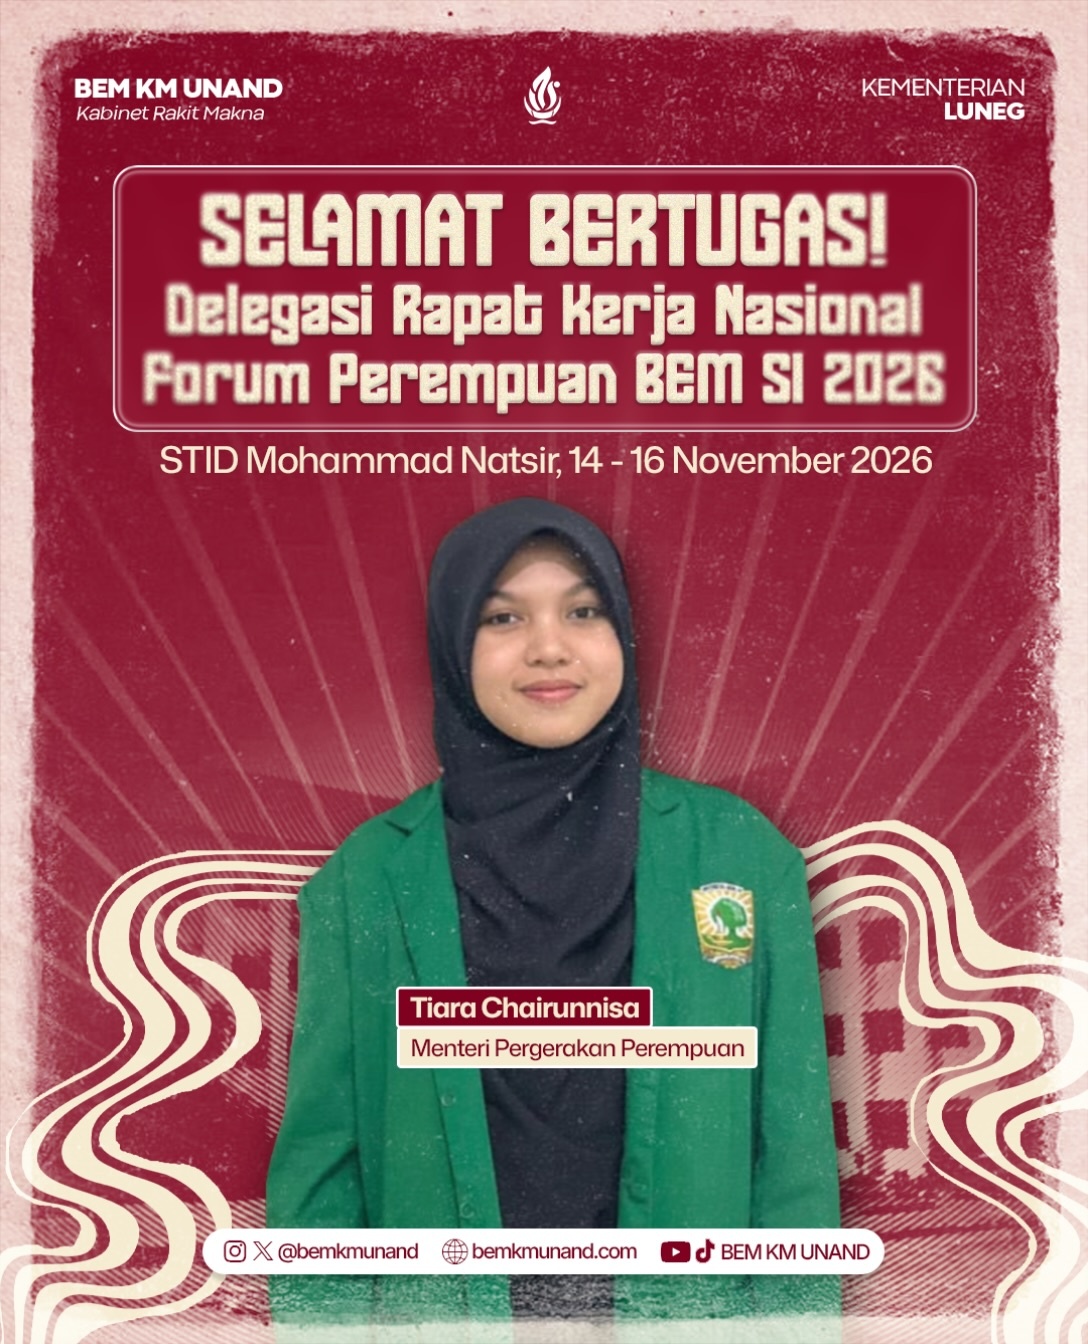 BEM KM UNAND
Kabinet Rakit Makna
KEMENTERIAN
LUNEG
SELAMAT BERTUGAS!
Delegasi Rapat Kerja Nasional
Forum Perempuan BEM SI 2026
STID Mohammad Natsir, 14 - 16 November 2026
Tiara Chairunnisa
Menteri Pergerakan Perempuan
@bemkmunand bemkmunand.com BEM KM UNAND